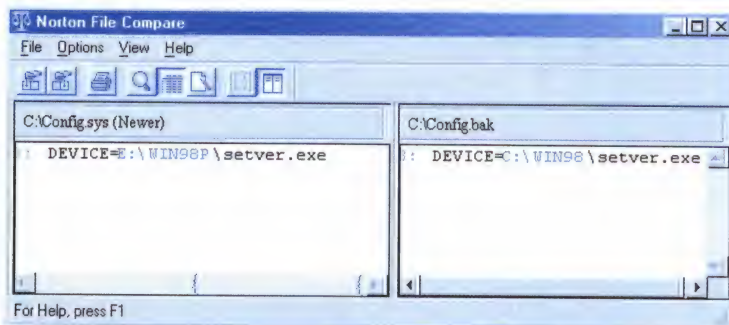 Norton File Compare
File Options View Help
C:\Config.sys (Newer)
DEVICE=E:\WIN98P\setver.exe
C:\Config.bak
DEVICE=C:\WIN98\setver.exe
For Help, press F1